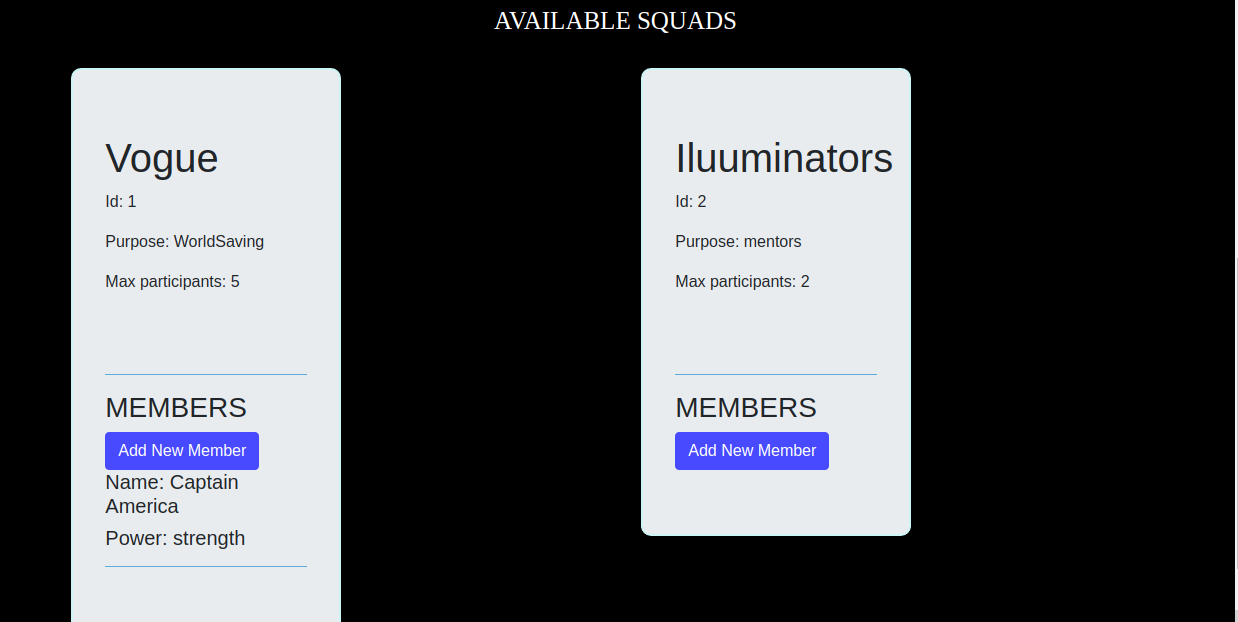 AVAILABLE SQUADS
Vogue
Id: 1
Purpose: WorldSaving
Max participants: 5
MEMBERS
Add New Member
Name: Captain
America
Power: strength
Iluuminators
Id: 2
Purpose: mentors
Max participants: 2
MEMBERS
Add New Member